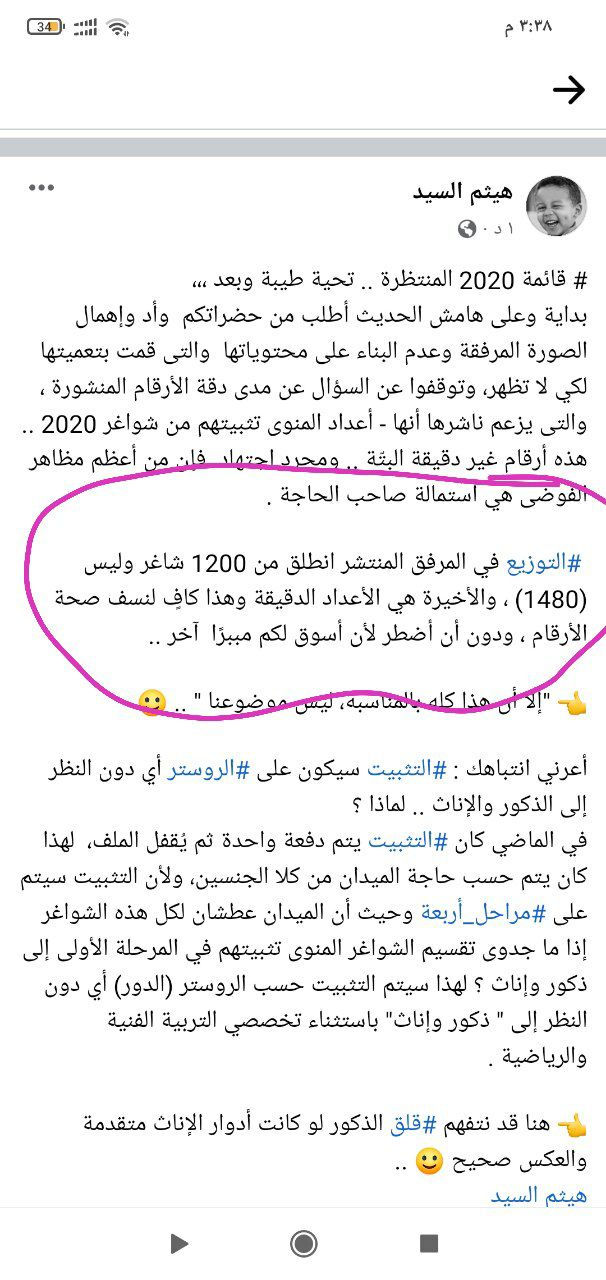 34
٣:٣٨ م
هيثم السيد
١ د ·
# قائمة 2020 المنتظرة .. تحية طيبة وبعد ،،،
بداية وعلى هامش الحديث أطلب من حضراتكم وأد وإهمال
الصورة المرفقة وعدم البناء على محتوياتها والتى قمت بتعميتها
لكي لا تظهر، وتوقفوا عن السؤال عن مدى دقة الأرقام المنشورة ،
والتى يزعم ناشرها أنها - أعداد المنوى تثبيتهم من شواغر 2020 ..
هذه أرقام غير دقيقة البتّة .. ومجرد اجتهاد فإن من أعظم مظاهر
الفوضى هي استمالة صاحب الحاجة .
#التوزيع في المرفق المنتشر انطلق من 1200 شاغر وليس
(1480) ، والأخيرة هي الأعداد الدقيقة وهذا كافٍ لنسف صحة
الأرقام ، ودون أن أضطر لأن أسوق لكم مببرًا آخر ..
👈 "إلا أن هذا كله بالمناسبة، ليس موضوعنا " .. 🙂
أعرني انتباهك : #التثبيت سيكون على #الروستر أي دون النظر
إلى الذكور والإناث .. لماذا ؟
في الماضي كان #التثبيت يتم دفعة واحدة ثم يُقفل الملف، لهذا
كان يتم حسب حاجة الميدان من كلا الجنسين، ولأن التثبيت سيتم
على #مراحل_أربعة وحيث أن الميدان عطشان لكل هذه الشواغر
إذا ما جدوى تقسيم الشواغر المنوى تثبيتهم في المرحلة الأولى إلى
ذكور وإناث ؟ لهذا سيتم التثبيت حسب الروستر (الدور) أي دون
النظر إلى " ذكور وإناث" باستثناء تخصصي التربية الفنية
والرياضية .
👈 هنا قد نتفهم #قلق الذكور لو كانت أدوار الإناث متقدمة
والعكس صحيح 🙂 ..
هيثم السيد